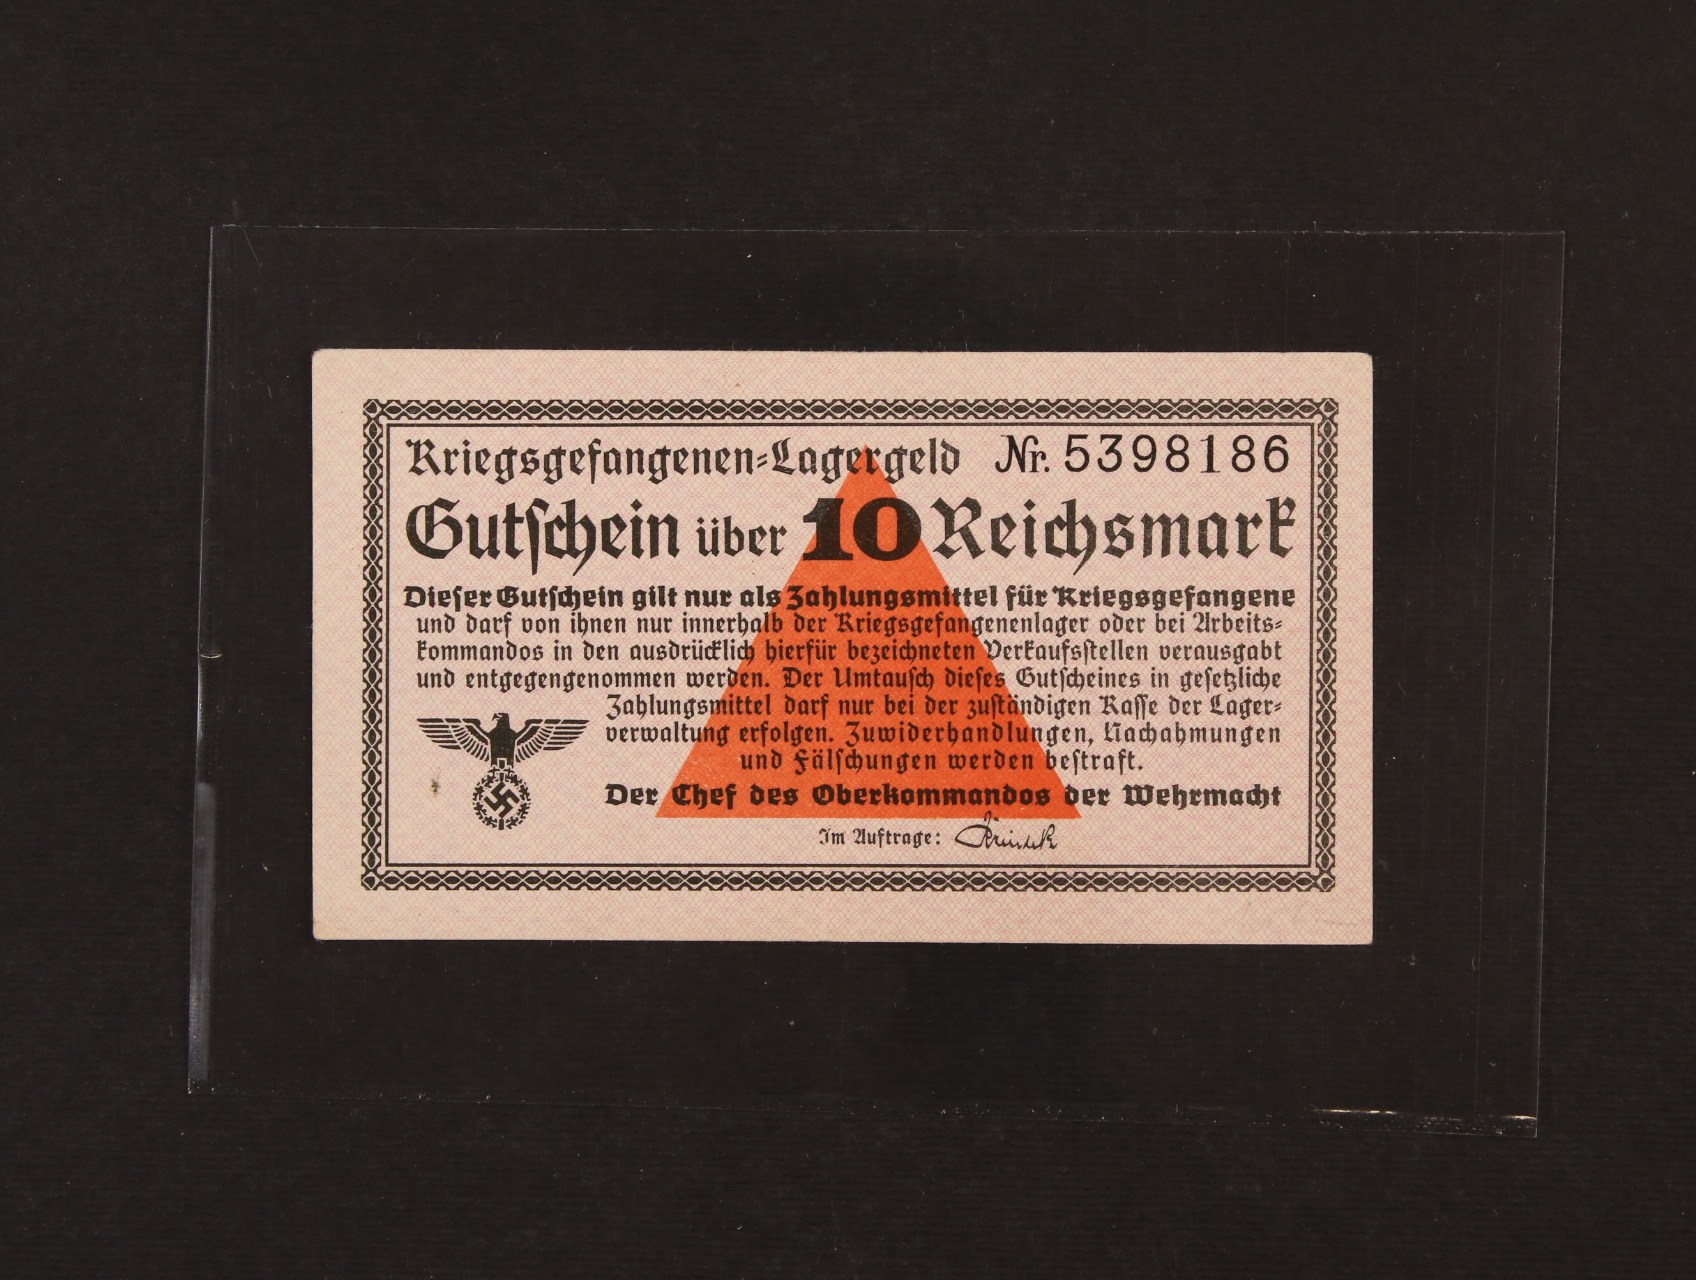 Kriegsgefangenen=Lagergeld Nr. 5398186
Gutschein über 10 Reichsmark
Dieser Gutschein gilt nur als Zahlungsmittel für Kriegsgefangene
und darf von ihnen nur innerhalb der Kriegsgefangenenlager oder bei Arbeits=
kommandos in den ausdrücklich hierfür bezeichneten Verkaufsstellen verausgabt
und entgegengenommen werden. Der Umtausch dieses Gutscheines in gesetzliche
Zahlungsmittel darf nur bei der zuständigen Kasse der Lager=
verwaltung erfolgen. Zuwiderhandlungen, Nachahmungen
und Fälschungen werden bestraft.
Der Chef des Oberkommandos der Wehrmacht
Im Auftrage: